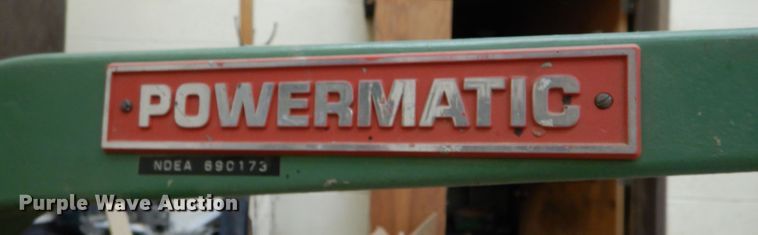 POWERMATIC
NDEA 690173
Purple Wave Auction